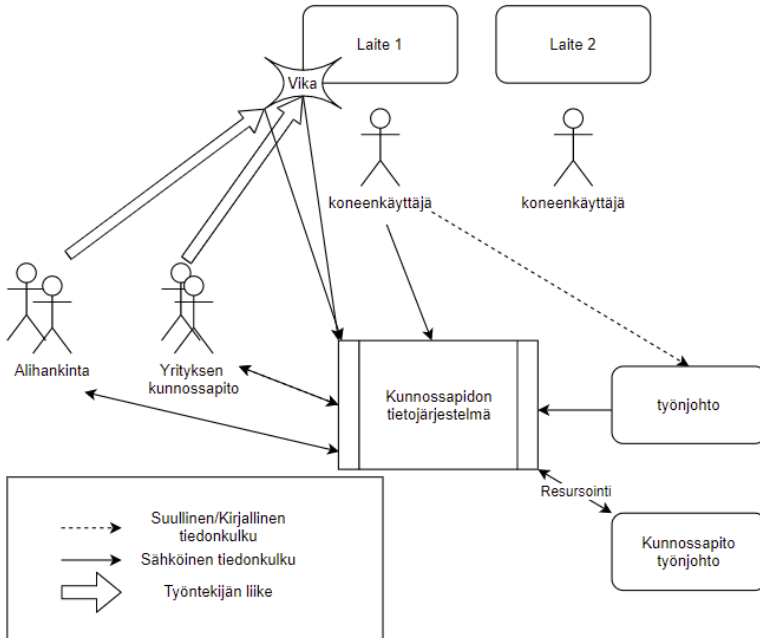 Laite 1
Laite 2
Vika
koneenkäyttäjä
koneenkäyttäjä
Alihankinta
Yrityksen
kunnossapito
Kunnossapidon
tietojärjestelmä
työnjohto
Resursointi
Kunnossapito
työnjohto
Suullinen/Kirjallinen
tiedonkulku
Sähköinen tiedonkulku
Työntekijän liike